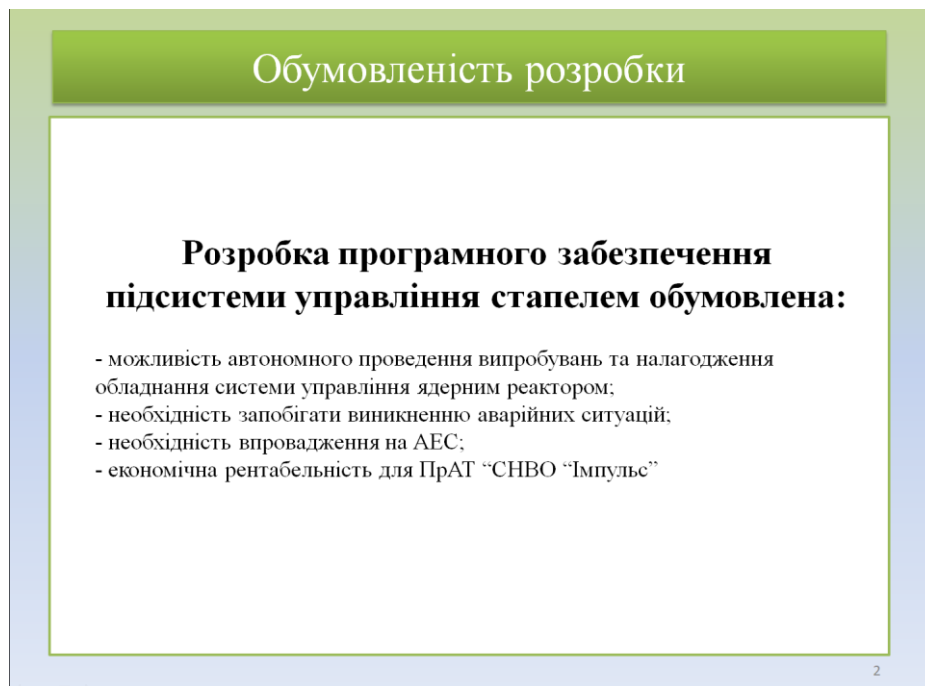 Обумовленість розробки
Розробка програмного забезпечення
підсистеми управління стапелем обумовлена:
- можливість автономного проведення випробувань та налагодження
обладнання системи управління ядерним реактором;
- необхідність запобігати виникненню аварійних ситуацій;
- необхідність впровадження на АЕС;
- економічна рентабельність для ПрАТ “СНВО “Імпульс”
2